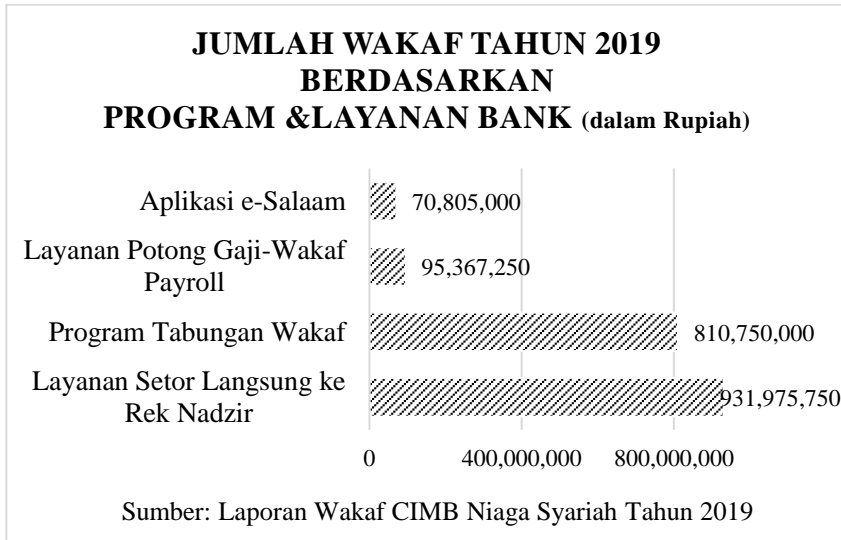 JUMLAH WAKAF TAHUN 2019
BERDASARKAN
PROGRAM &LAYANAN BANK (dalam Rupiah)
Aplikasi e-Salaam
70,805,000
Layanan Potong Gaji-Wakaf
Payroll
95,367,250
Program Tabungan Wakaf
810,750,000
Layanan Setor Langsung ke
Rek Nadzir
931,975,750
0
400,000,000
800,000,000
Sumber: Laporan Wakaf CIMB Niaga Syariah Tahun 2019